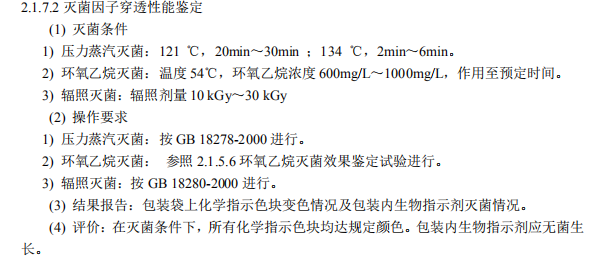 2.1.7.2 灭菌因子穿透性能鉴定
(1) 灭菌条件
1) 压力蒸汽灭菌：121 ℃，20min～30min ；134 ℃，2min～6min。
2) 环氧乙烷灭菌：温度 54℃，环氧乙烷浓度 600mg/L～1000mg/L，作用至预定时间。
3) 辐照灭菌：辐照剂量 10 kGy～30 kGy
(2) 操作要求
1) 压力蒸汽灭菌：按 GB 18278-2000 进行。
2) 环氧乙烷灭菌： 参照 2.1.5.6 环氧乙烷灭菌效果鉴定试验进行。
3) 辐照灭菌：按 GB 18280-2000 进行。
(3) 结果报告：包装袋上化学指示色块变色情况及包装内生物指示剂灭菌情况。
(4) 评价：在灭菌条件下，所有化学指示色块均达规定颜色。包装内生物指示剂应无菌生
长。